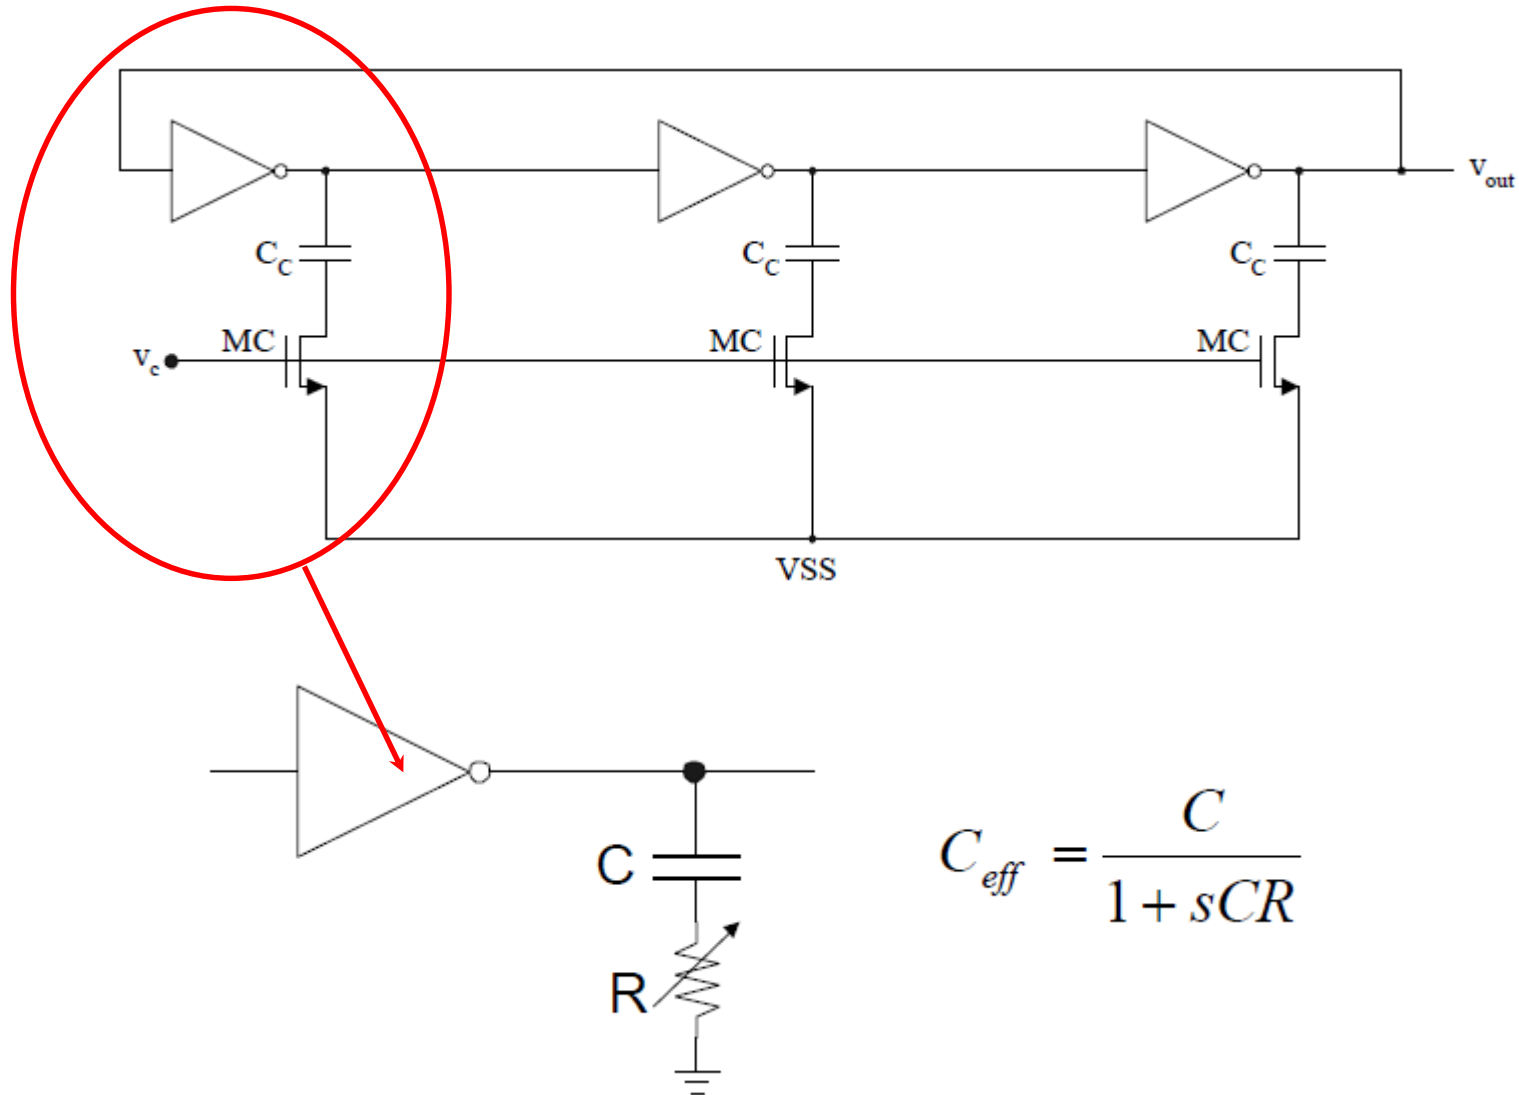 V_out
C_C C_C C_C
MC MC MC
v_c
VSS
C
R
C_eff = C / (1 + sCR)